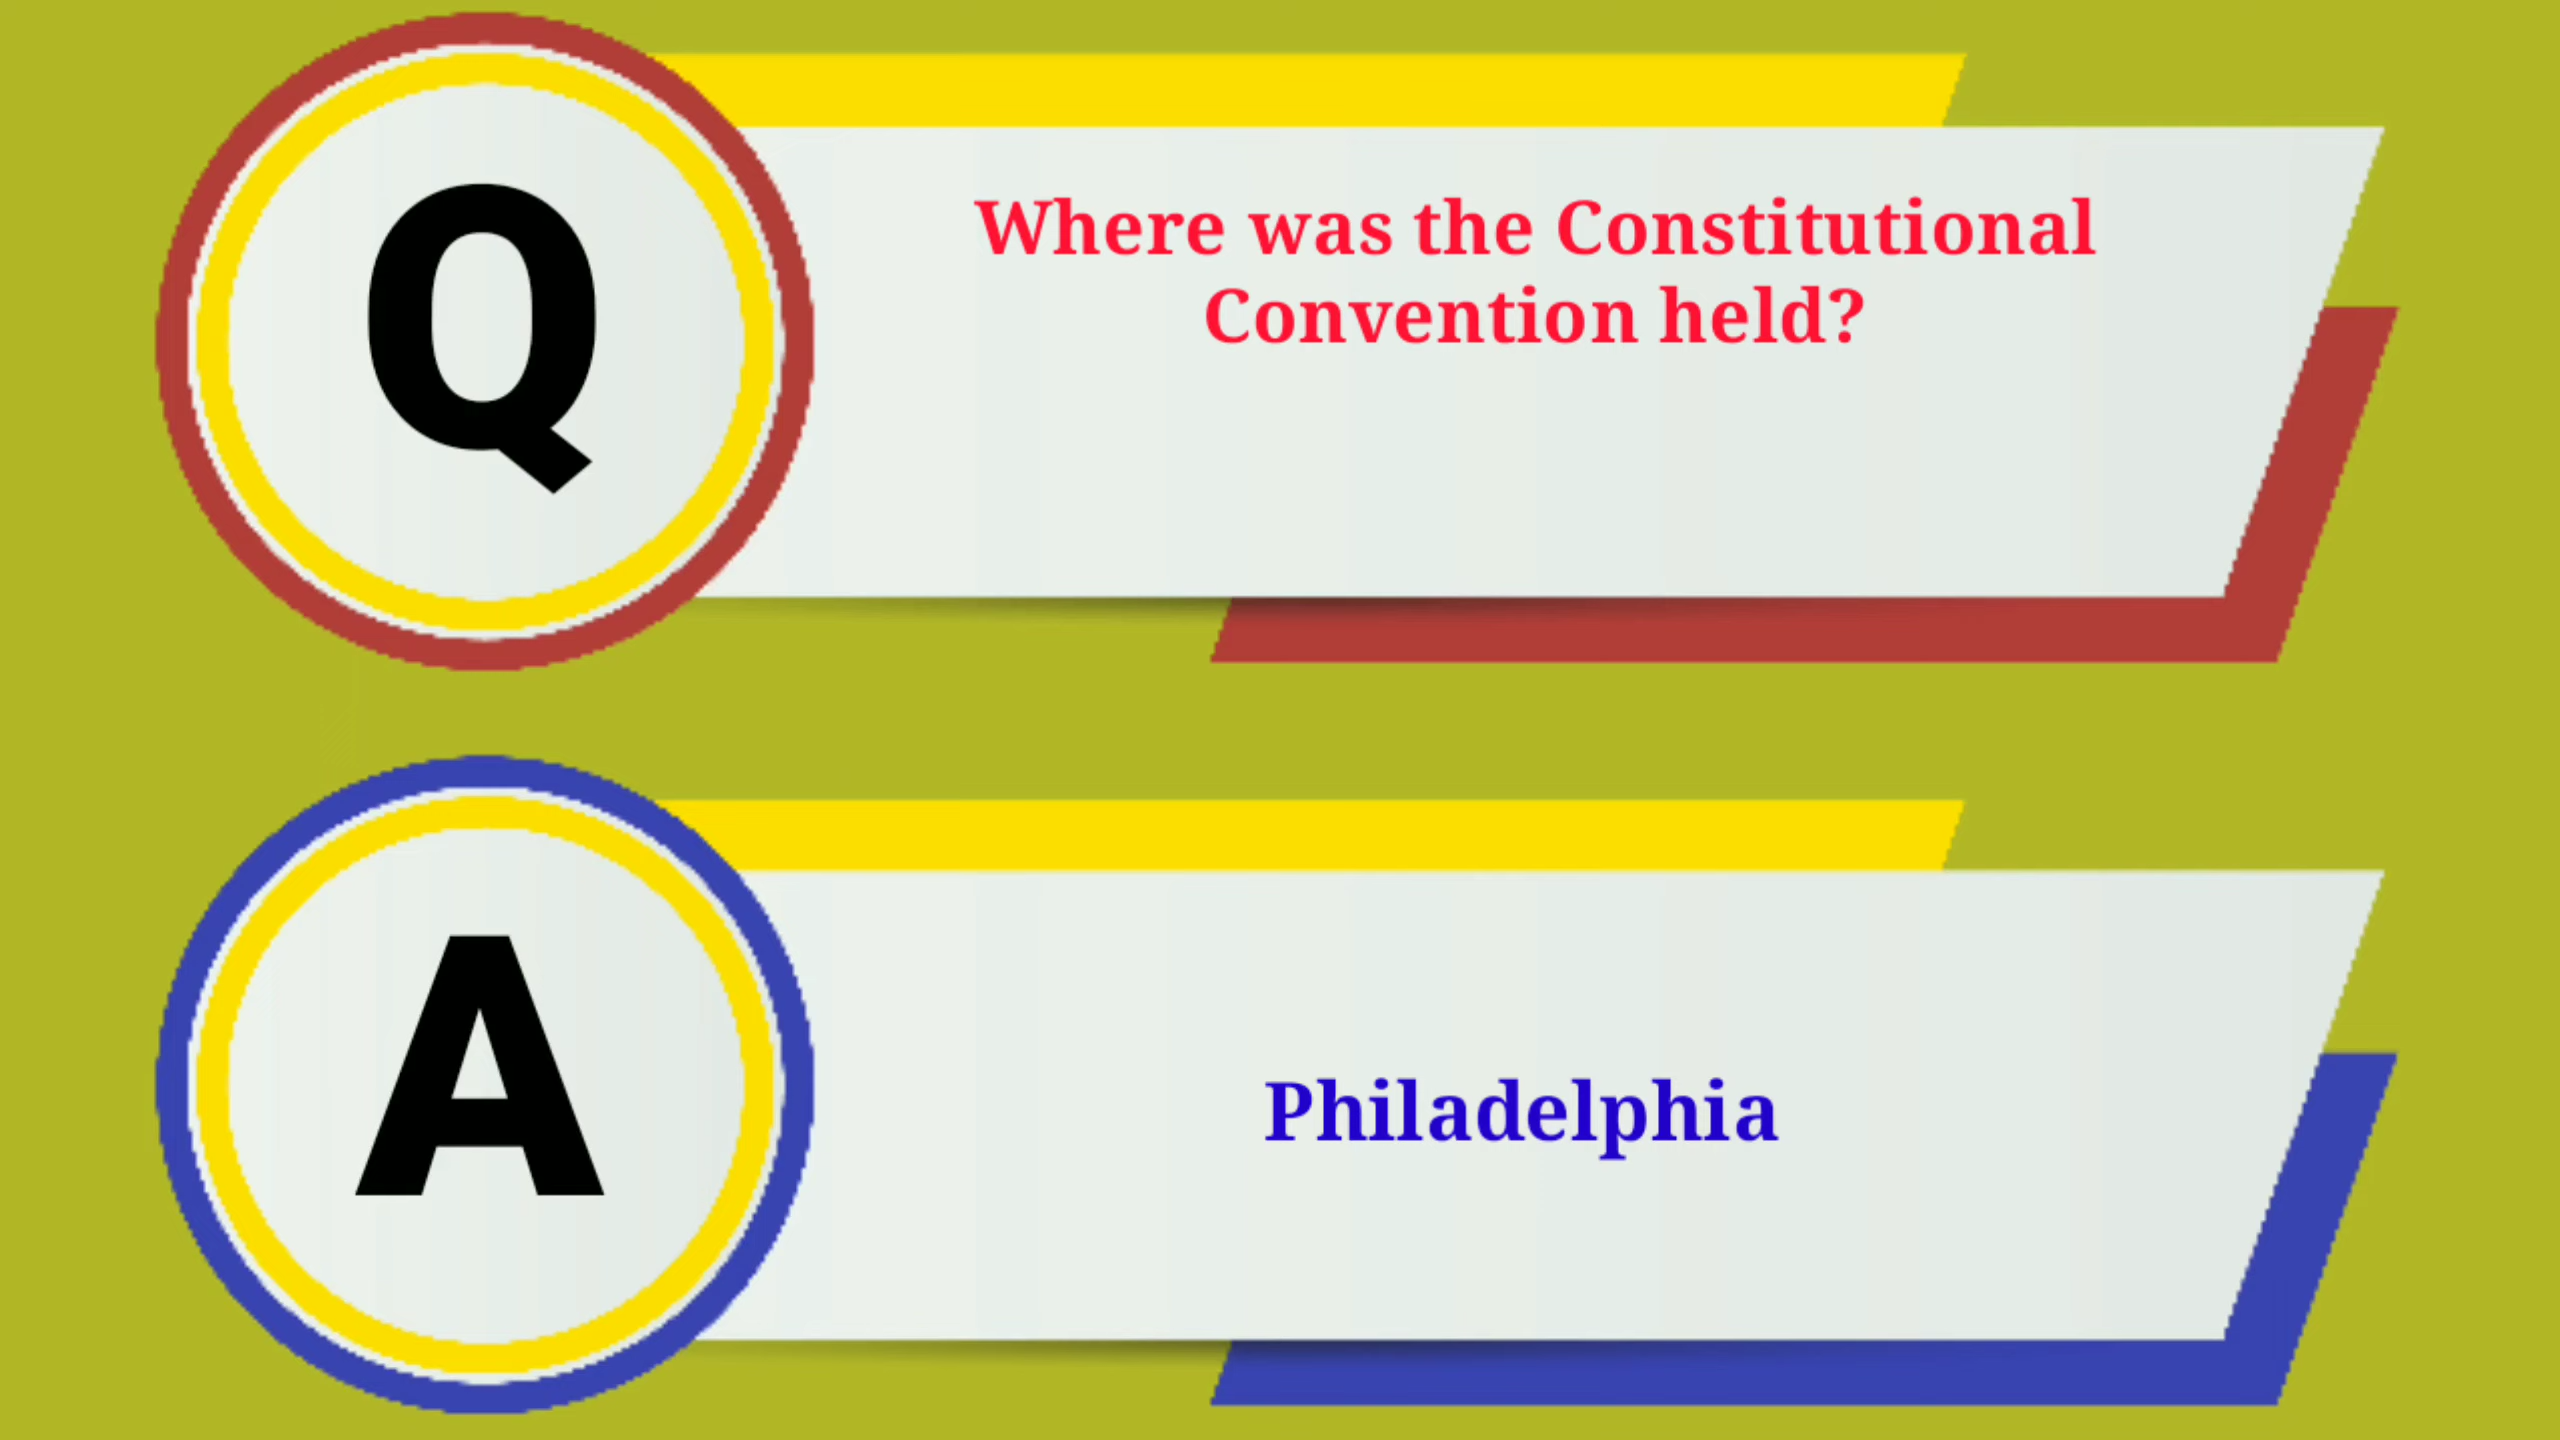 Q
Where was the Constitutional
Convention held?
A
Philadelphia